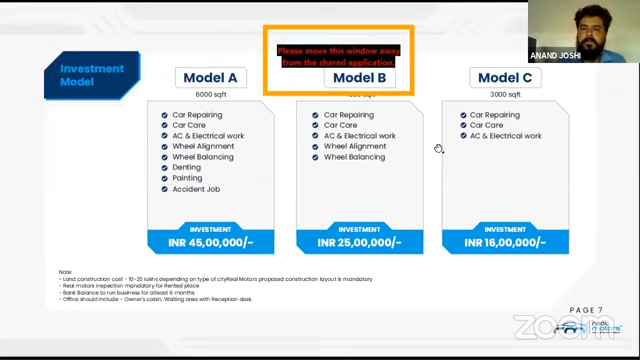 Please move this window away
from the shared application.
ANAND JOSHI
Investment
Model
Model A
6000 sqft
Car Repairing
Car Care
AC & Electrical work
Wheel Alignment
Wheel Balancing
Denting
Painting
Accident Job
INVESTMENT
INR 45,00,000/-
Model B
sqft
Car Repairing
Car Care
AC & Electrical work
Wheel Alignment
Wheel Balancing
INVESTMENT
INR 25,00,000/-
Model C
3000 sqft
Car Repairing
Car Care
AC & Electrical work
INVESTMENT
INR 16,00,000/-
Note:
- Land construction cost - 10-20 lakhs depending on type of cityReal Motors proposed construction layout is mandatory
- Real motors inspection mandatory for Rented place
- Bank Balance to run business for atleast 6 months
- Office should include - Owner's cabin, Waiting area with Reception desk
PAGE 7
motors
zoom